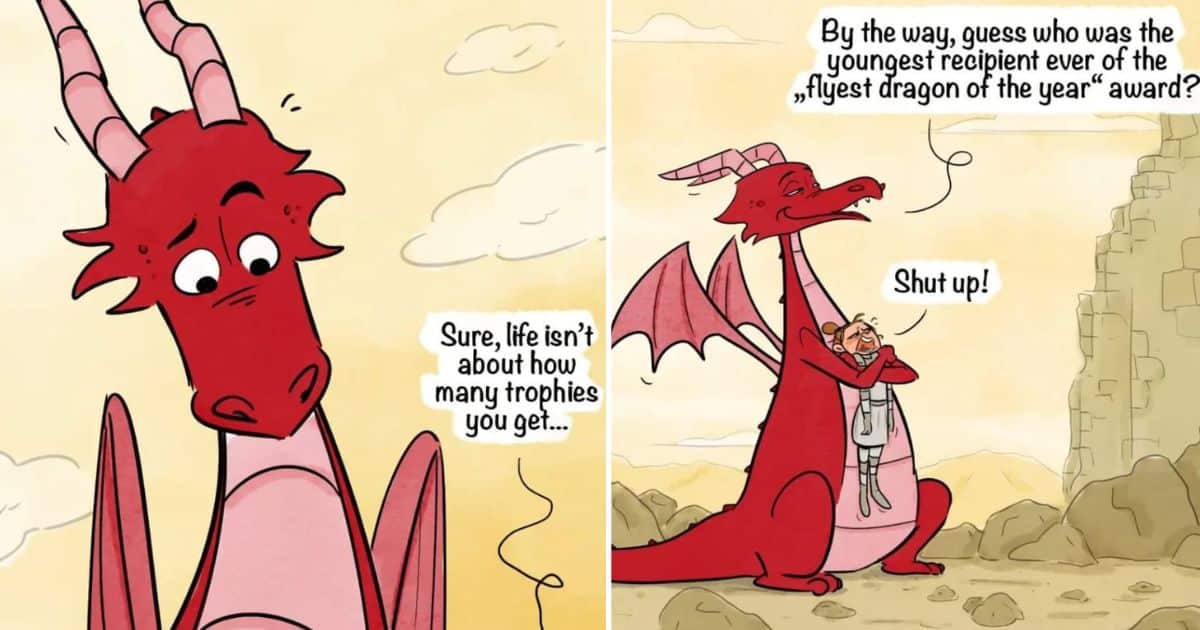 Sure, life isn't
about how
many trophies
you get...
By the way, guess who was the
youngest recipient ever of the
„flyest dragon of the year“ award?
Shut up!